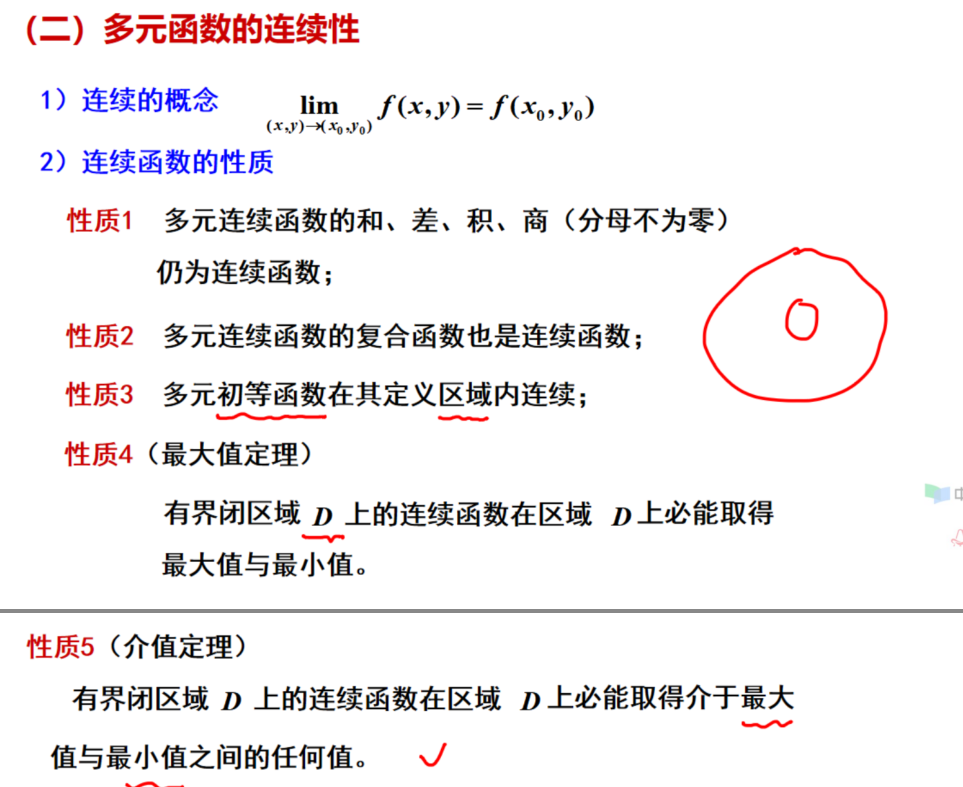 （二）多元函数的连续性
1）连续的概念 lim f(x,y) = f(x₀,y₀)
(x,y)→(x₀,y₀)
2）连续函数的性质
性质1 多元连续函数的和、差、积、商（分母不为零）
仍为连续函数；
性质2 多元连续函数的复合函数也是连续函数；
性质3 多元初等函数在其定义区域内连续；
性质4（最大值定理）
有界闭区域 D 上的连续函数在区域 D 上必能取得
最大值与最小值。
性质5（介值定理）
有界闭区域 D 上的连续函数在区域 D 上必能取得介于最大
值与最小值之间的任何值。